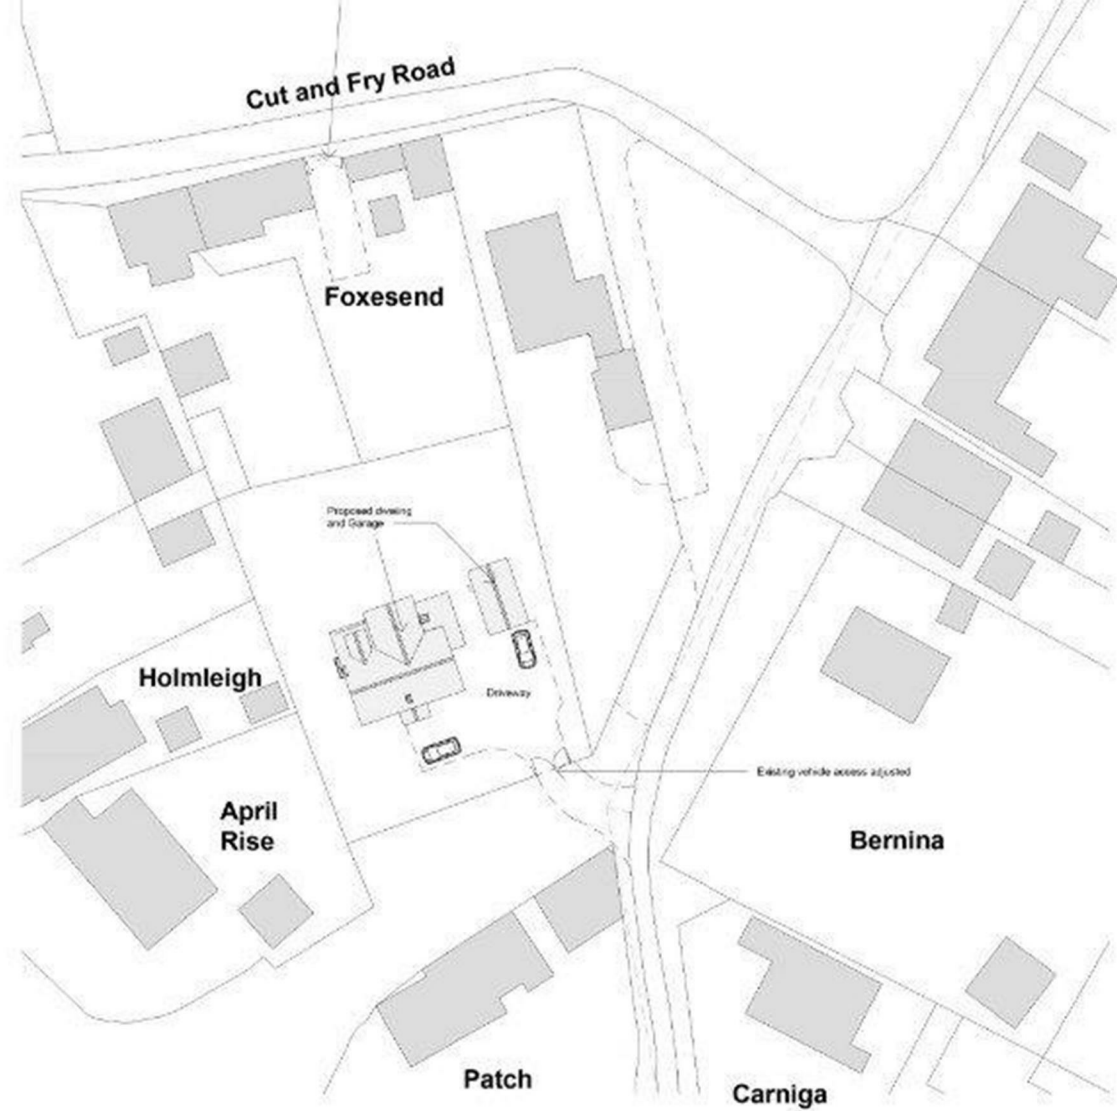 Cut and Fry Road
Foxesend
Proposed dwelling
and Garage
Holmleigh
Driveway
Existing vehicle access adjusted
April
Rise
Bernina
Patch
Carniga